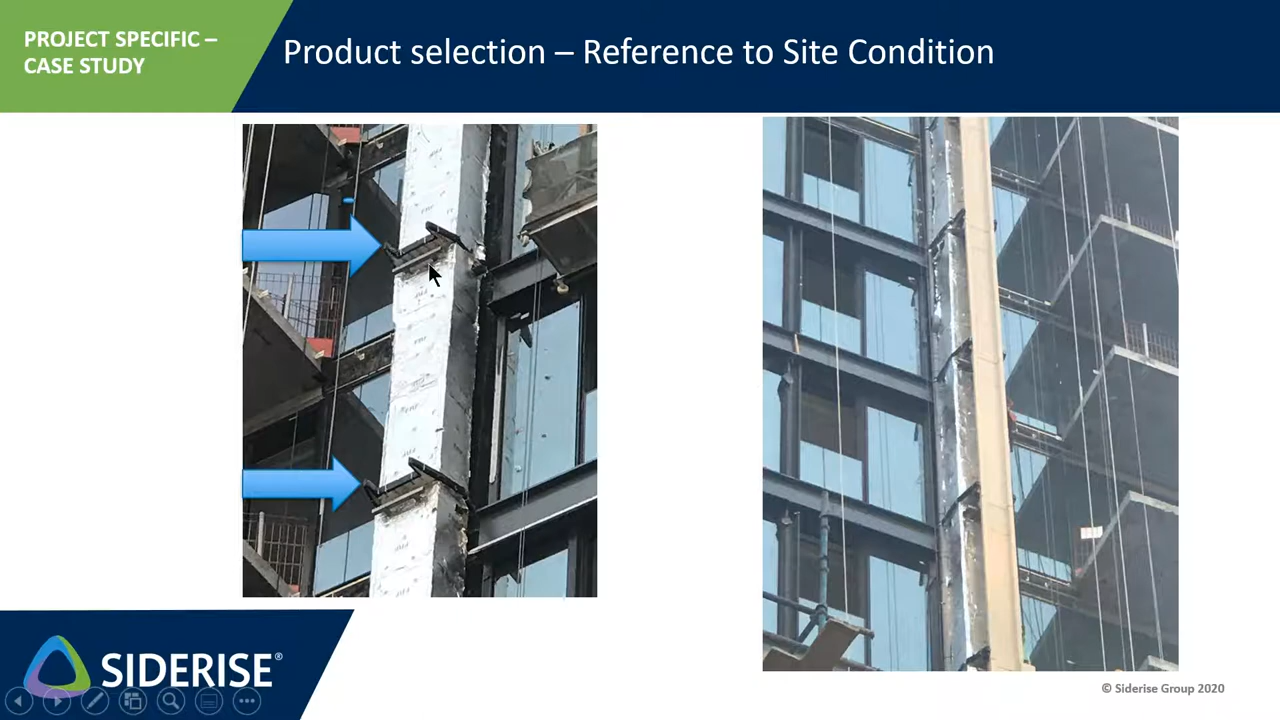 PROJECT SPECIFIC –
CASE STUDY
Product selection – Reference to Site Condition
SIDERISE®
© Siderise Group 2020